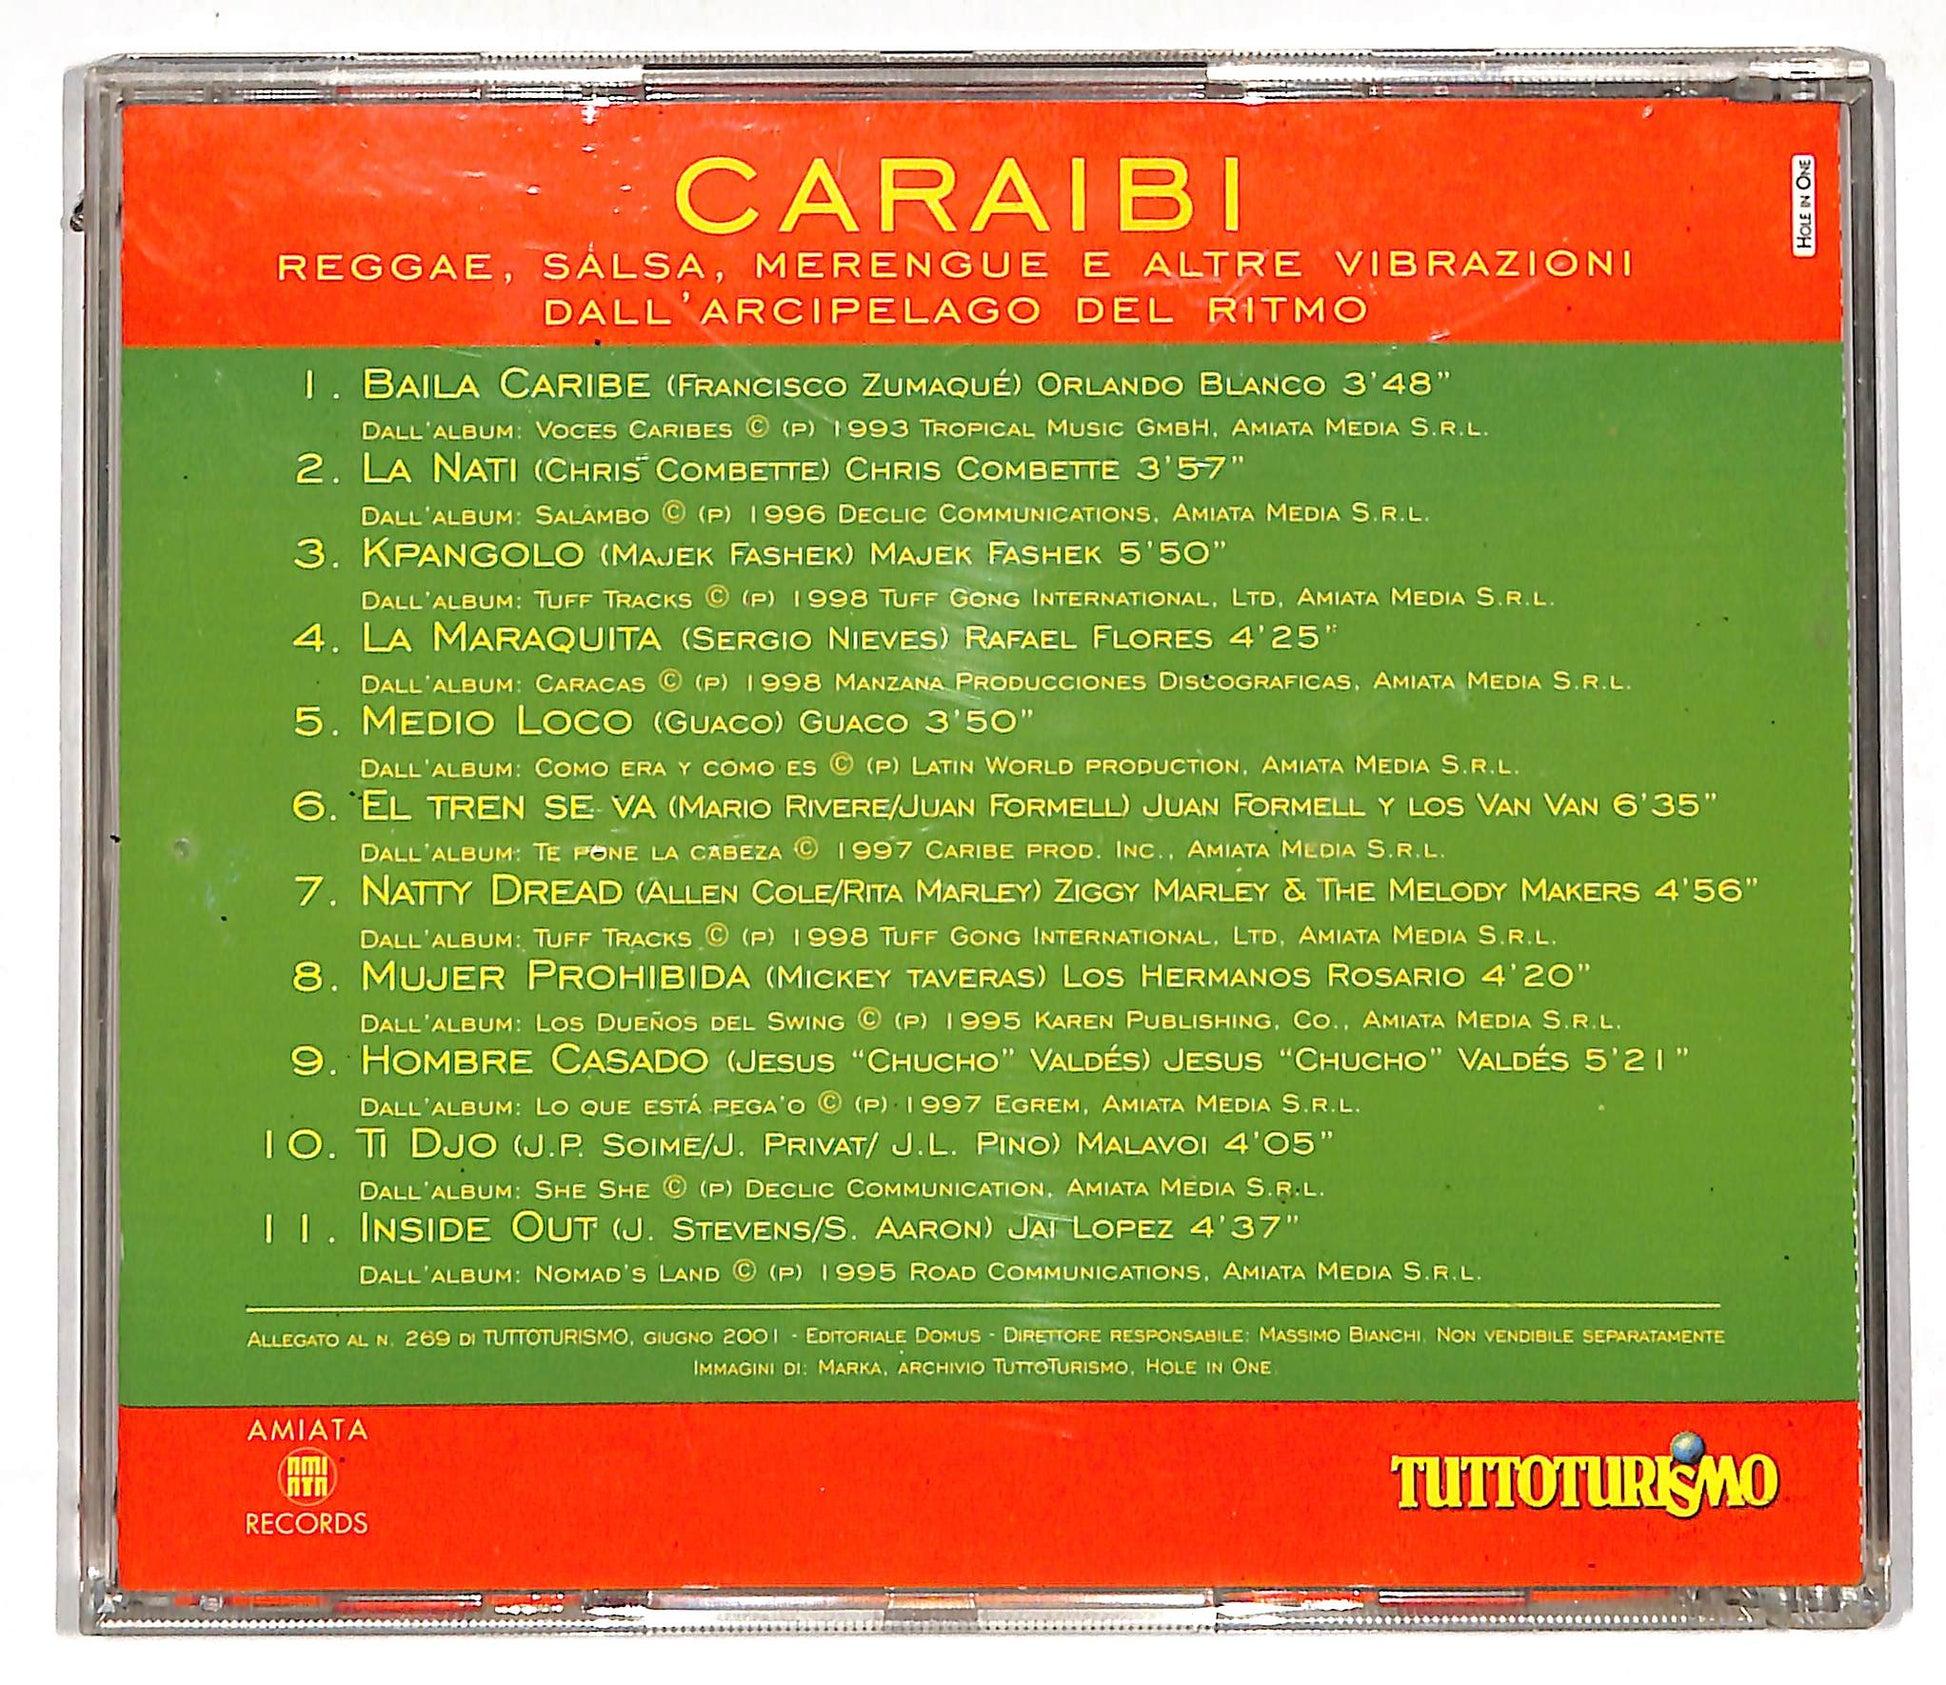 CARAIBI
REGGAE, SALSA, MERENGUE E ALTRE VIBRAZIONI
DALL'ARCIPELAGO DEL RITMO
HOLE IN ONE
1. BAILA CARIBE (FRANCISCO ZUMAQUÉ) ORLANDO BLANCO 3'48"
DALL'ALBUM: VOCES CARIBES © (P) 1993 TROPICAL MUSIC GMBH, AMIATA MEDIA S.R.L.
2. LA NATI (CHRIS COMBETTE) CHRIS COMBETTE 3'57"
DALL'ALBUM: SALAMBO © (P) 1996 DECLIC COMMUNICATIONS, AMIATA MEDIA S.R.L.
3. KPANGOLO (MAJEK FASHEK) MAJEK FASHEK 5'50"
DALL'ALBUM: TUFF TRACKS © (P) 1998 TUFF GONG INTERNATIONAL, LTD, AMIATA MEDIA S.R.L.
4. LA MARAQUITA (SERGIO NIEVES) RAFAEL FLORES 4'25"
DALL'ALBUM: CARACAS © (P) 1998 MANZANA PRODUCCIONES DISCOGRAFICAS, AMIATA MEDIA S.R.L.
5. MEDIO LOCO (GUACO) GUACO 3'50"
DALL'ALBUM: COMO ERA Y COMO ES © (P) LATIN WORLD PRODUCTION, AMIATA MEDIA S.R.L.
6. EL TREN SE VA (MARIO RIVERE/JUAN FORMELL) JUAN FORMELL Y LOS VAN VAN 6'35"
DALL'ALBUM: TE PONE LA CABEZA © 1997 CARIBE PROD. INC., AMIATA MEDIA S.R.L.
7. NATTY DREAD (ALLEN COLE/RITA MARLEY) ZIGGY MARLEY & THE MELODY MAKERS 4'56"
DALL'ALBUM: TUFF TRACKS © (P) 1998 TUFF GONG INTERNATIONAL, LTD, AMIATA MEDIA S.R.L.
8. MUJER PROHIBIDA (MICKEY TAVERAS) LOS HERMANOS ROSARIO 4'20"
DALL'ALBUM: LOS DUEÑOS DEL SWING © (P) 1995 KAREN PUBLISHING, CO., AMIATA MEDIA S.R.L.
9. HOMBRE CASADO (JESUS "CHUCHO" VALDÉS) JESUS "CHUCHO" VALDÉS 5'21"
DALL'ALBUM: LO QUE ESTÁ PEGA'O © (P) 1997 EGREM, AMIATA MEDIA S.R.L.
10. TI DJO (J.P. SOIME/J. PRIVAT/ J.L. PINO) MALAVOI 4'05"
DALL'ALBUM: SHE SHE © (P) DECLIC COMMUNICATION, AMIATA MEDIA S.R.L.
11. INSIDE OUT (J. STEVENS/S. AARON) JAI LOPEZ 4'37"
DALL'ALBUM: NOMAD'S LAND © (P) 1995 ROAD COMMUNICATIONS, AMIATA MEDIA S.R.L.
ALLEGATO AL N. 269 DI TUTTOTURISMO, GIUGNO 2001 - EDITORIALE DOMUS - DIRETTORE RESPONSABILE: MASSIMO BIANCHI. NON VENDIBILE SEPARATAMENTE
IMMAGINI DI: MARKA, ARCHIVIO TUTTOTURISMO, HOLE IN ONE
AMIATA
AMI
ATA
RECORDS
TUTTOTURISMO